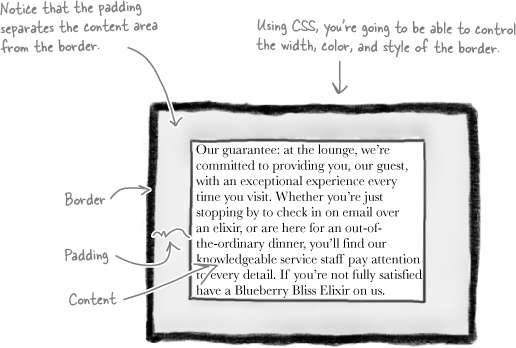 Notice that the padding
separates the content area
from the border.
Using CSS, you're going to be able to control
the width, color, and style of the border.
Our guarantee: at the lounge, we're
committed to providing you, our guest,
with an exceptional experience every
time you visit. Whether you're just
stopping by to check in on email over
an elixir, or are here for an out-of-
the-ordinary dinner, you'll find our
knowledgeable service staff pay attention
to every detail. If you're not fully satisfied
have a Blueberry Bliss Elixir on us.
Border
Padding
Content